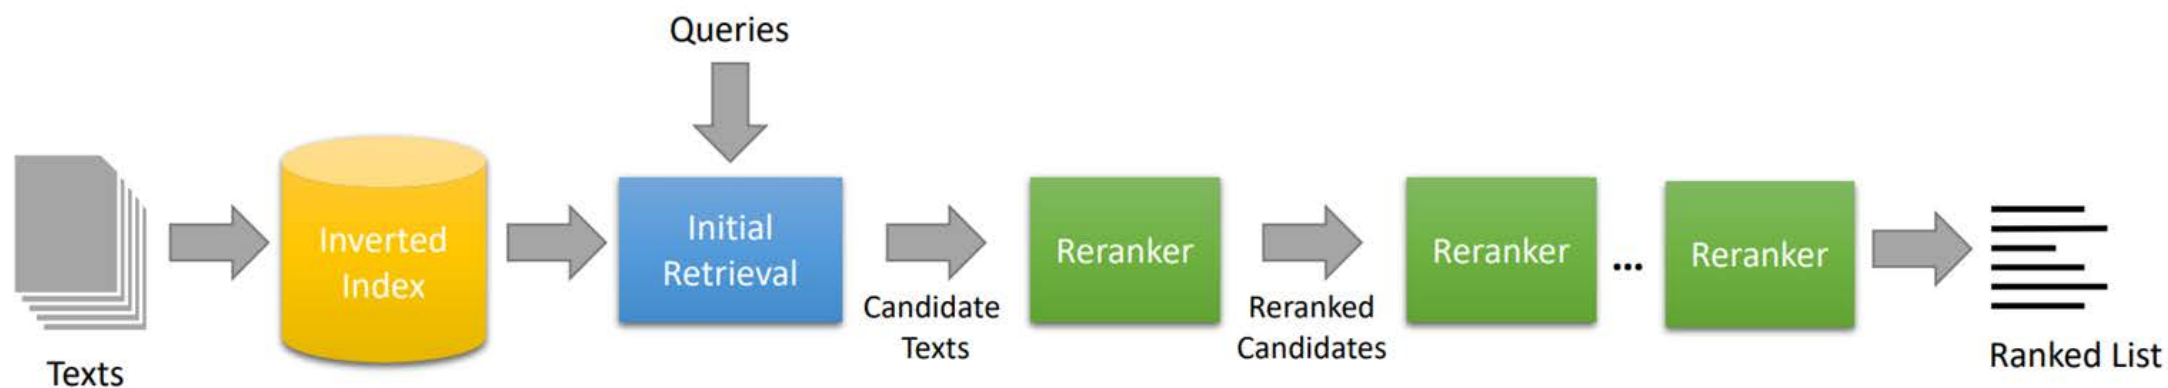 Queries
Texts
Inverted
Index
Initial
Retrieval
Candidate
Texts
Reranker
Reranked
Candidates
Reranker
...
Reranker
Ranked List